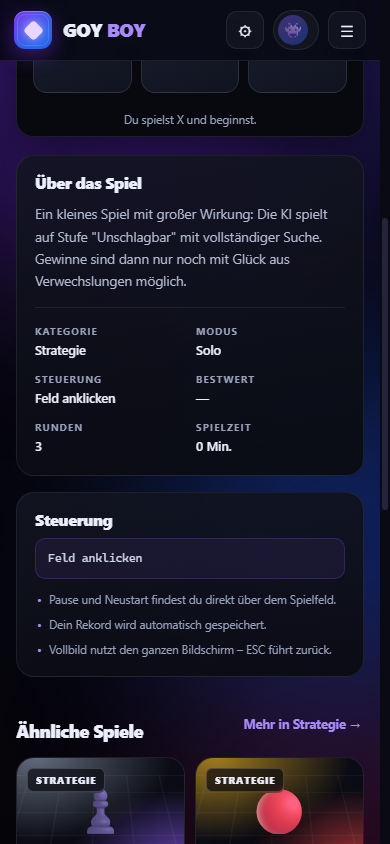 GOY BOY
Du spielst X und beginnst.
Über das Spiel
Ein kleines Spiel mit großer Wirkung: Die KI spielt
auf Stufe "Unschlagbar" mit vollständiger Suche.
Gewinne sind dann nur noch mit Glück aus
Verwechslungen möglich.
KATEGORIE
Strategie
MODUS
Solo
STEUERUNG
Feld anklicken
BESTWERT
—
RUNDEN
3
SPIELZEIT
0 Min.
Steuerung
Feld anklicken
• Pause und Neustart findest du direkt über dem Spielfeld.
• Dein Rekord wird automatisch gespeichert.
• Vollbild nutzt den ganzen Bildschirm – ESC führt zurück.
Ähnliche Spiele
Mehr in Strategie →
STRATEGIE
STRATEGIE